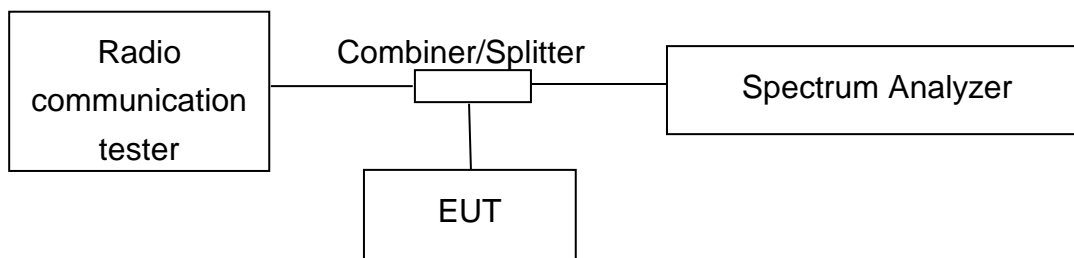 Radio
communication
tester
Combiner/Splitter
Spectrum Analyzer
EUT